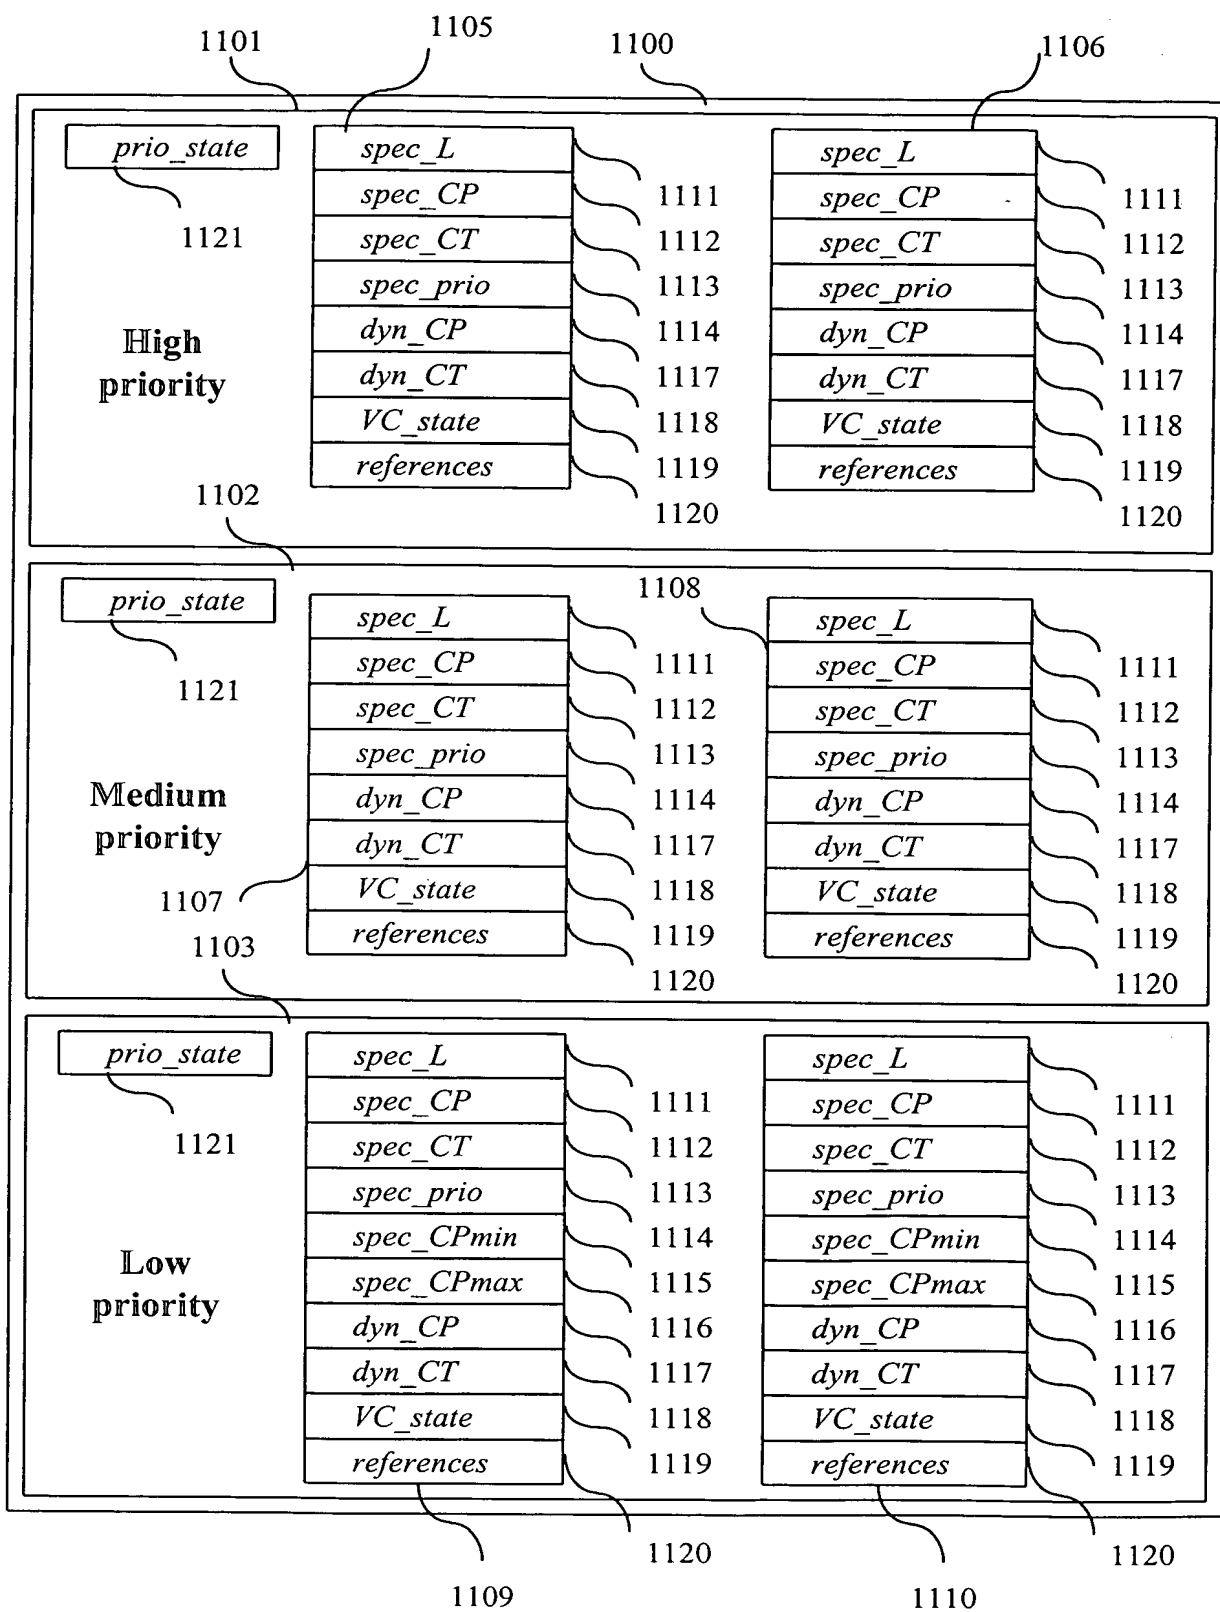 1101 1105 1100 1106
prio_state spec_L spec_L
1121 spec_CP 1111 spec_CP 1111
spec_CT 1112 spec_CT 1112
spec_prio 1113 spec_prio 1113
High dyn_CP 1114 dyn_CP 1114
priority dyn_CT 1117 dyn_CT 1117
VC_state 1118 VC_state 1118
references 1119 references 1119
1102 1120 1120
prio_state spec_L 1108 spec_L
1121 spec_CP 1111 spec_CP 1111
spec_CT 1112 spec_CT 1112
spec_prio 1113 spec_prio 1113
Medium dyn_CP 1114 dyn_CP 1114
priority dyn_CT 1117 dyn_CT 1117
1107 VC_state 1118 VC_state 1118
1103 references 1119 references 1119
1120 1120
prio_state spec_L spec_L
1121 spec_CP 1111 spec_CP 1111
spec_CT 1112 spec_CT 1112
spec_prio 1113 spec_prio 1113
Low spec_CPmin 1114 spec_CPmin 1114
priority spec_CPmax 1115 spec_CPmax 1115
dyn_CP 1116 dyn_CP 1116
dyn_CT 1117 dyn_CT 1117
VC_state 1118 VC_state 1118
references 1119 references 1119
1120 1120
1109 1110